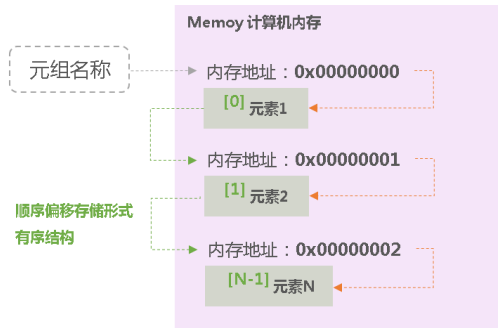 Memoy 计算机内存
元组名称
内存地址：0x00000000
[0] 元素1
内存地址：0x00000001
[1] 元素2
顺序偏移存储形式
有序结构
内存地址：0x00000002
[N-1] 元素N